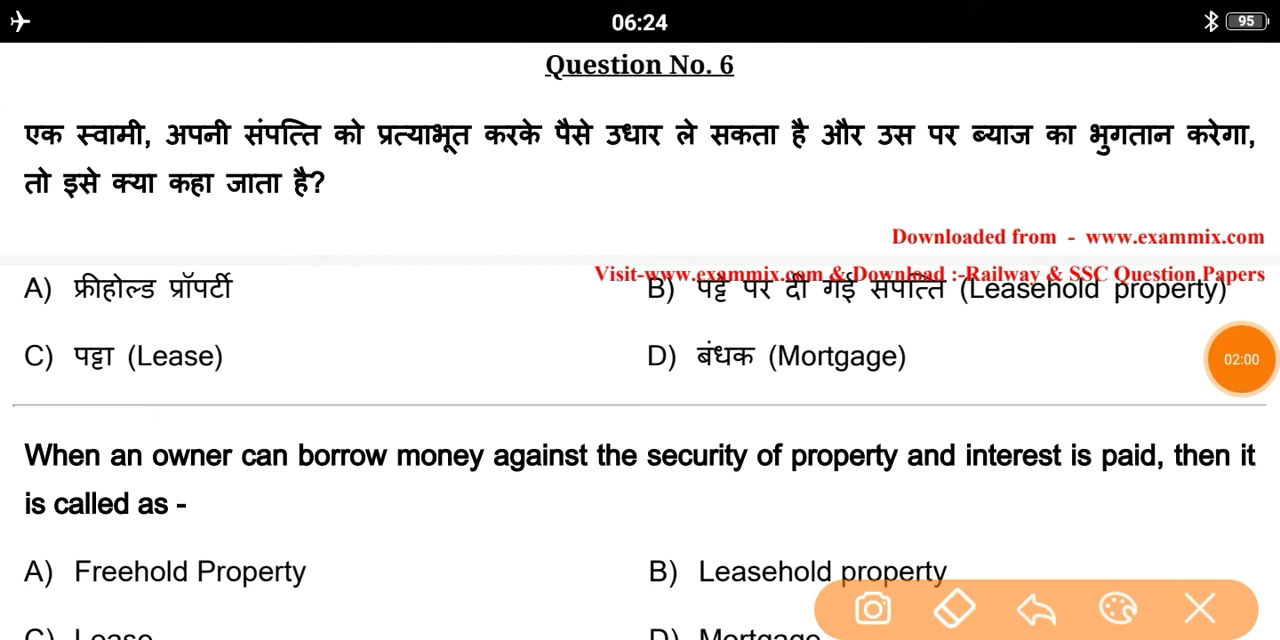 06:24
95
Question No. 6
एक स्वामी, अपनी संपत्ति को प्रत्याभूत करके पैसे उधार ले सकता है और उस पर ब्याज का भुगतान करेगा,
तो इसे क्या कहा जाता है?
Downloaded from - www.exammix.com
Visit-www.exammix.com & Download :-Railway & SSC Question Papers
A) फ्रीहोल्ड प्रॉपर्टी
B) पट्टे पर दी गई संपत्ति (Leasehold property)
C) पट्टा (Lease)
D) बंधक (Mortgage)
02:00
When an owner can borrow money against the security of property and interest is paid, then it
is called as -
A) Freehold Property
B) Leasehold property
C) Lease
D) Mortgage